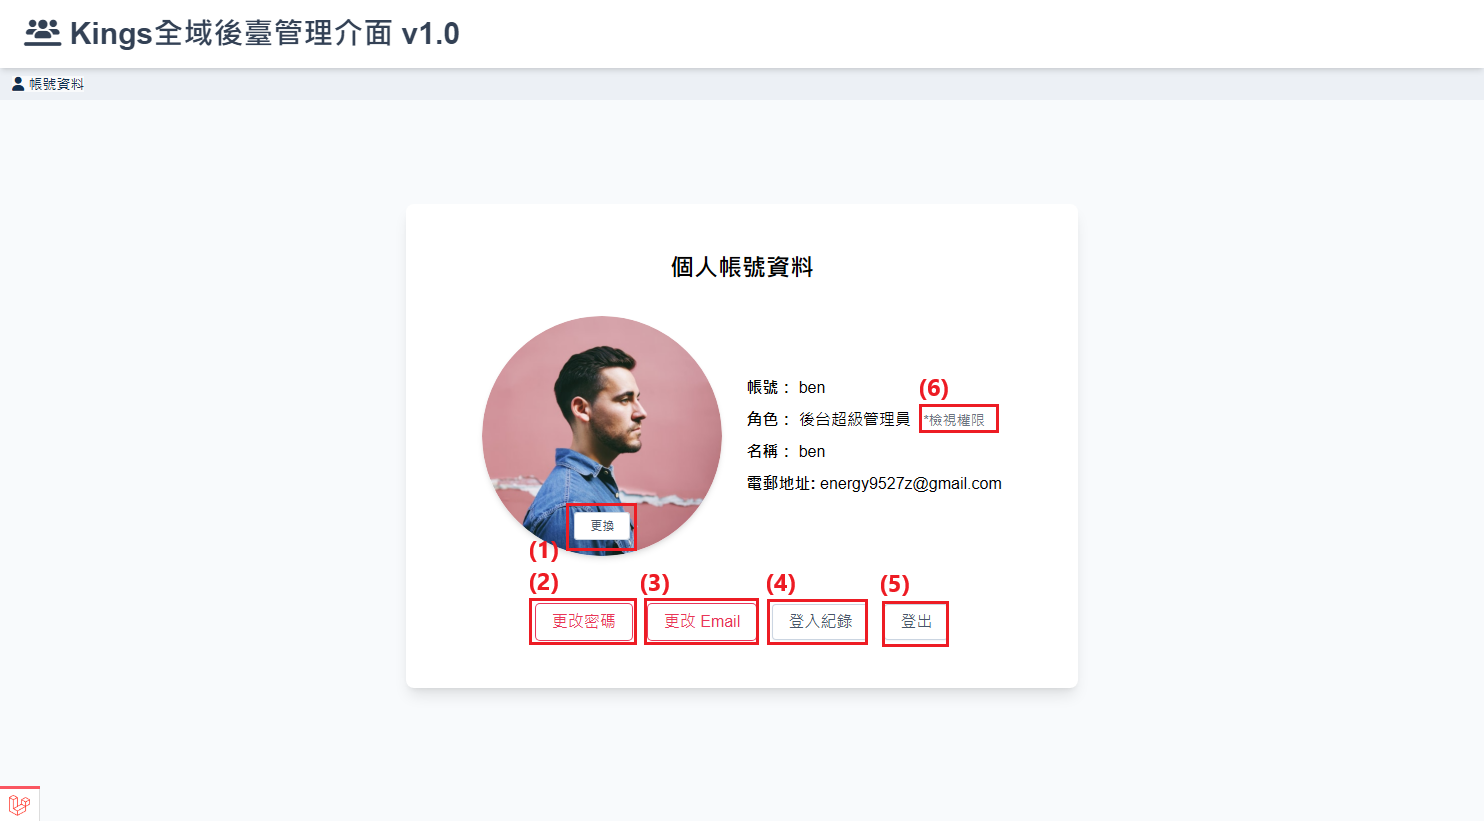 Kings全域後臺管理介面 v1.0
帳號資料
個人帳號資料
帳號： ben
(6)
角色： 後台超級管理員 *檢視權限
名稱： ben
電郵地址: energy9527z@gmail.com
更換
(1)
(2) (3) (4) (5)
更改密碼 更改 Email 登入紀錄 登出